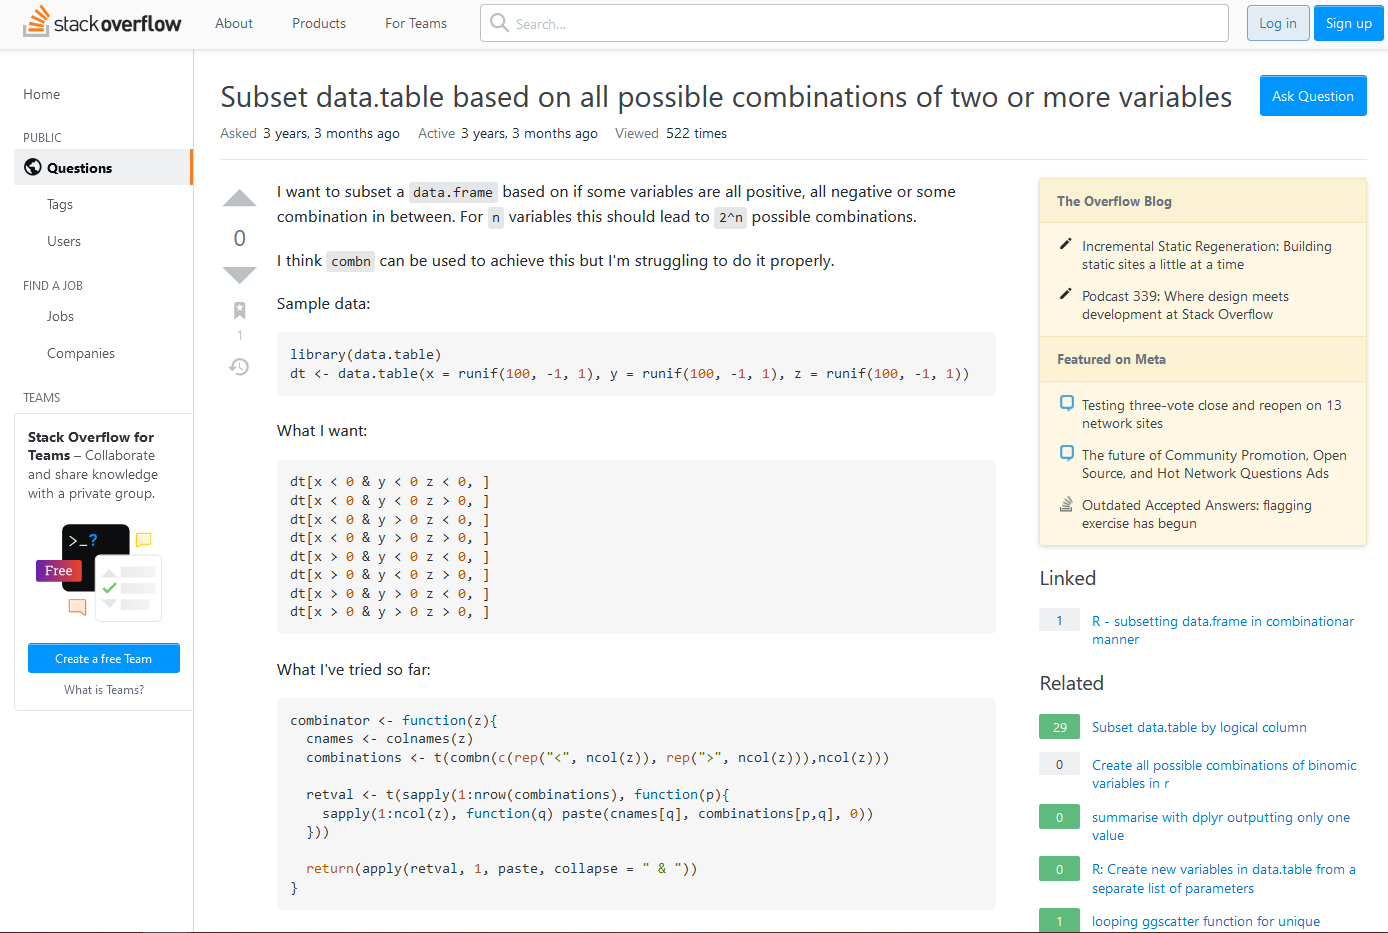 stackoverflow
About
Products
For Teams
Search...
Log in
Sign up
Home
PUBLIC
Questions
Tags
Users
FIND A JOB
Jobs
Companies
TEAMS
Stack Overflow for
Teams – Collaborate
and share knowledge
with a private group.
>_?
Free
Create a free Team
What is Teams?
Subset data.table based on all possible combinations of two or more variables
Ask Question
Asked 3 years, 3 months ago Active 3 years, 3 months ago Viewed 522 times
0
1
I want to subset a data.frame based on if some variables are all positive, all negative or some
combination in between. For n variables this should lead to 2^n possible combinations.
I think combn can be used to achieve this but I'm struggling to do it properly.
Sample data:
library(data.table)
dt <- data.table(x = runif(100, -1, 1), y = runif(100, -1, 1), z = runif(100, -1, 1))
What I want:
dt[x < 0 & y < 0 z < 0, ]
dt[x < 0 & y < 0 z > 0, ]
dt[x < 0 & y > 0 z < 0, ]
dt[x < 0 & y > 0 z > 0, ]
dt[x > 0 & y < 0 z < 0, ]
dt[x > 0 & y < 0 z > 0, ]
dt[x > 0 & y > 0 z < 0, ]
dt[x > 0 & y > 0 z > 0, ]
What I've tried so far:
combinator <- function(z){
  cnames <- colnames(z)
  combinations <- t(combn(c(rep("<", ncol(z)), rep(">", ncol(z))),ncol(z)))
  retval <- t(sapply(1:nrow(combinations), function(p){
    sapply(1:ncol(z), function(q) paste(cnames[q], combinations[p,q], 0))
  }))
  return(apply(retval, 1, paste, collapse = " & "))
}
The Overflow Blog
Incremental Static Regeneration: Building
static sites a little at a time
Podcast 339: Where design meets
development at Stack Overflow
Featured on Meta
Testing three-vote close and reopen on 13
network sites
The future of Community Promotion, Open
Source, and Hot Network Questions Ads
Outdated Accepted Answers: flagging
exercise has begun
Linked
1 R - subsetting data.frame in combinationar
manner
Related
29 Subset data.table by logical column
0 Create all possible combinations of binomic
variables in r
0 summarise with dplyr outputting only one
value
0 R: Create new variables in data.table from a
separate list of parameters
1 looping ggscatter function for unique